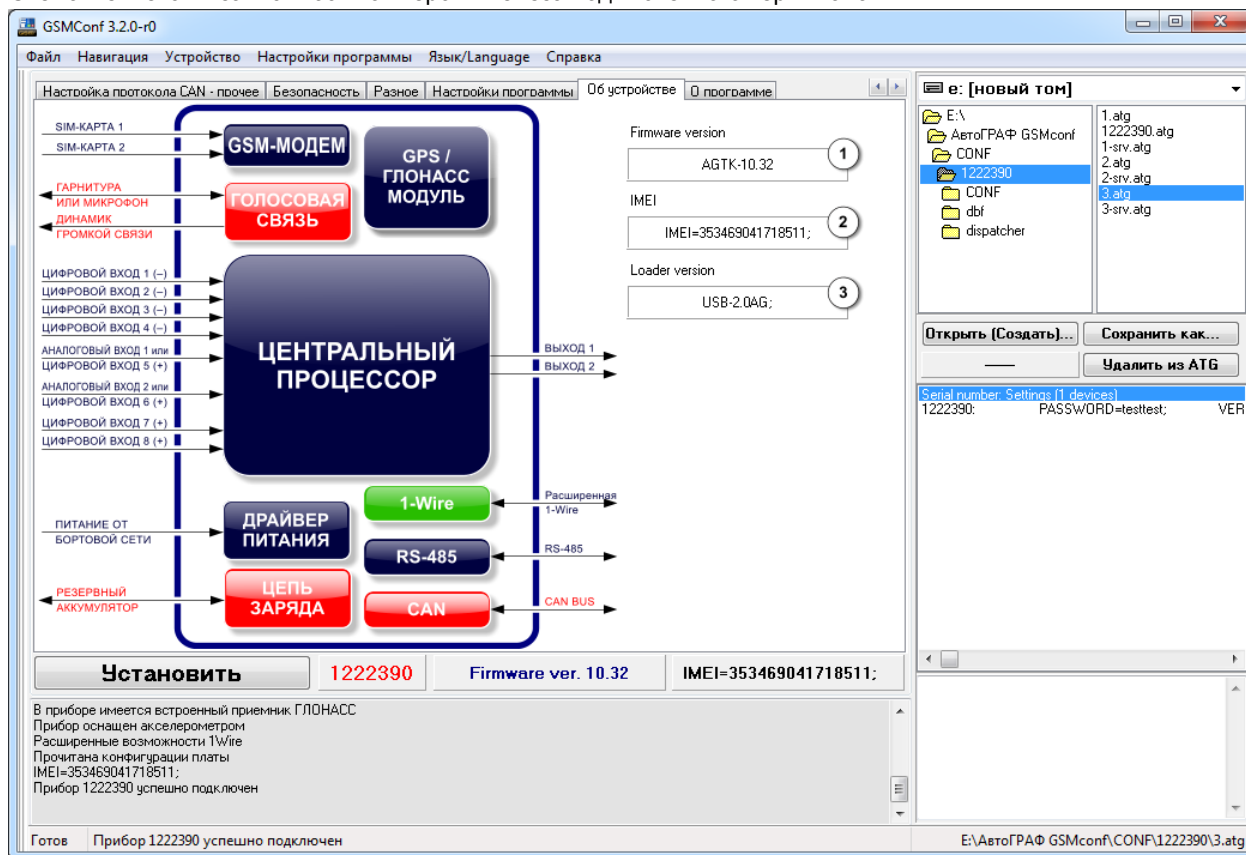 GSMConf 3.2.0-r0
Файл Навигация Устройство Настройки программы Язык/Language Справка
Настройка протокола CAN - прочее Безопасность Разное Настройки программы Об устройстве О программе
SIM-КАРТА 1
SIM-КАРТА 2
ГАРНИТУРА
ИЛИ МИКРОФОН
ДИНАМИК
ГРОМКОЙ СВЯЗИ
ЦИФРОВОЙ ВХОД 1 (–)
ЦИФРОВОЙ ВХОД 2 (–)
ЦИФРОВОЙ ВХОД 3 (–)
ЦИФРОВОЙ ВХОД 4 (–)
АНАЛОГОВЫЙ ВХОД 1 или
ЦИФРОВОЙ ВХОД 5 (+)
АНАЛОГОВЫЙ ВХОД 2 или
ЦИФРОВОЙ ВХОД 6 (+)
ЦИФРОВОЙ ВХОД 7 (+)
ЦИФРОВОЙ ВХОД 8 (+)
ПИТАНИЕ ОТ
БОРТОВОЙ СЕТИ
РЕЗЕРВНЫЙ
АККУМУЛЯТОР
GSM-МОДЕМ
GPS /
ГЛОНАСС
МОДУЛЬ
ГОЛОСОВАЯ
СВЯЗЬ
ЦЕНТРАЛЬНЫЙ
ПРОЦЕССОР
ДРАЙВЕР
ПИТАНИЯ
ЦЕПЬ
ЗАРЯДА
1-Wire
RS-485
CAN
ВЫХОД 1
ВЫХОД 2
Расширенная
1-Wire
RS-485
CAN BUS
Firmware version
AGTK-10.32
1
IMEI
IMEI=353469041718511;
2
Loader version
USB-2.0AG;
3
Установить 1222390 Firmware ver. 10.32 IMEI=353469041718511;
В приборе имеется встроенный приемник ГЛОНАСС
Прибор оснащен акселерометром
Расширенные возможности 1Wire
Прочитана конфигурации платы
IMEI=353469041718511;
Прибор 1222390 успешно подключен
e: [новый том]
E:\
АвтоГРАФ GSMconf
CONF
1222390
CONF
dbf
dispatcher
1.atg
1222390.atg
1-srv.atg
2.atg
2-srv.atg
3.atg
3-srv.atg
Открыть (Создать)... Сохранить как...
Удалить из ATG
Serial number: Settings (1 devices)
1222390: PASSWORD=testtest; VER
Готов Прибор 1222390 успешно подключен E:\АвтоГРАФ GSMconf\CONF\1222390\3.atg